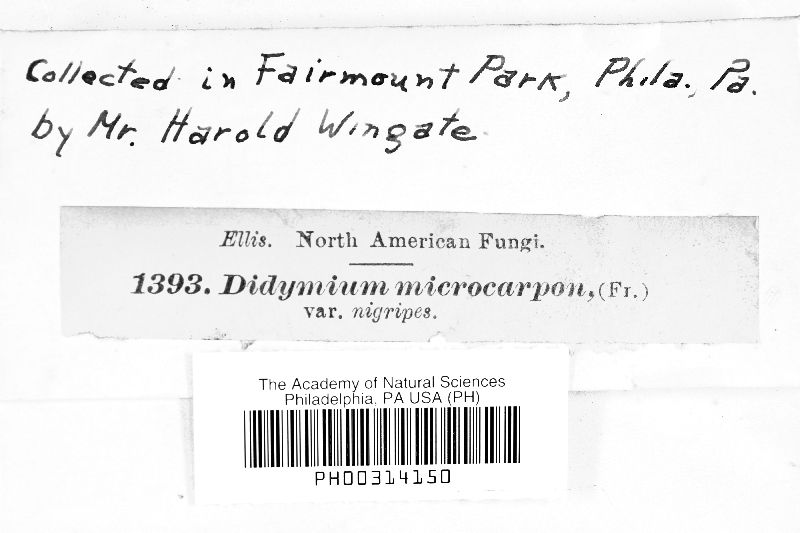 Collected in Fairmount Park, Phila., Pa.
by Mr. Harold Wingate
Ellis. North American Fungi.
1393. Didymium microcarpon, (Fr.)
var. nigripes.
The Academy of Natural Sciences
Philadelphia, PA USA (PH)
PH00314150